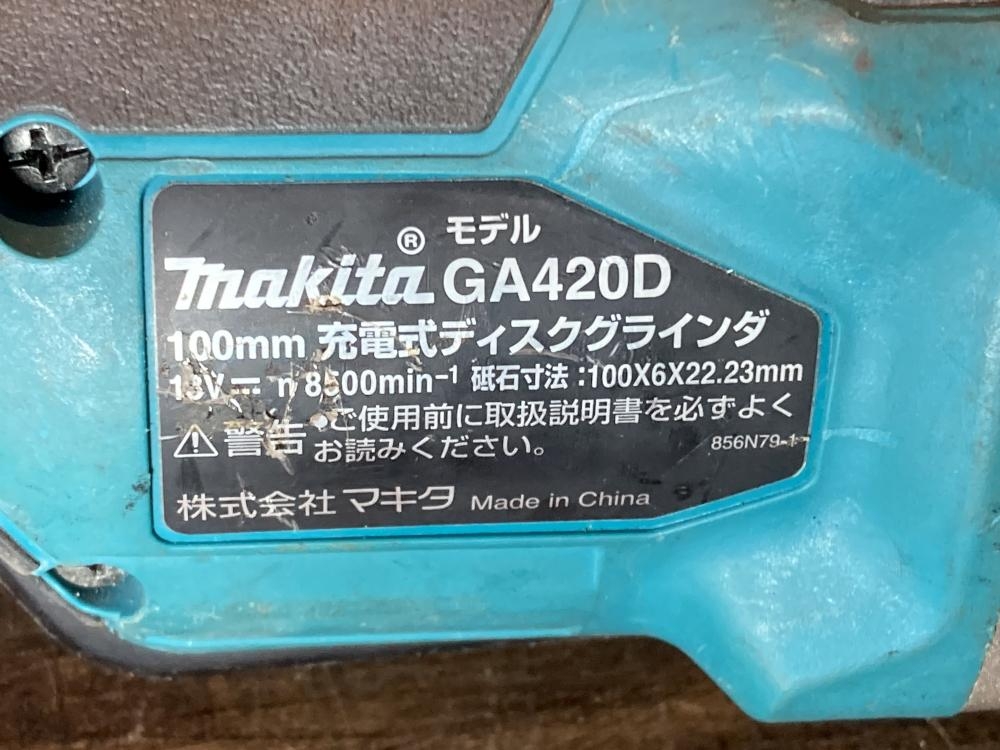 モデル
makita® GA420D
100mm 充電式ディスクグラインダ
18V⎓ n 8500min⁻¹ 砥石寸法:100X6X22.23mm
⚠警告 •ご使用前に取扱説明書を必ずよく
お読みください。
856N79-1
株式会社 マキタ Made in China